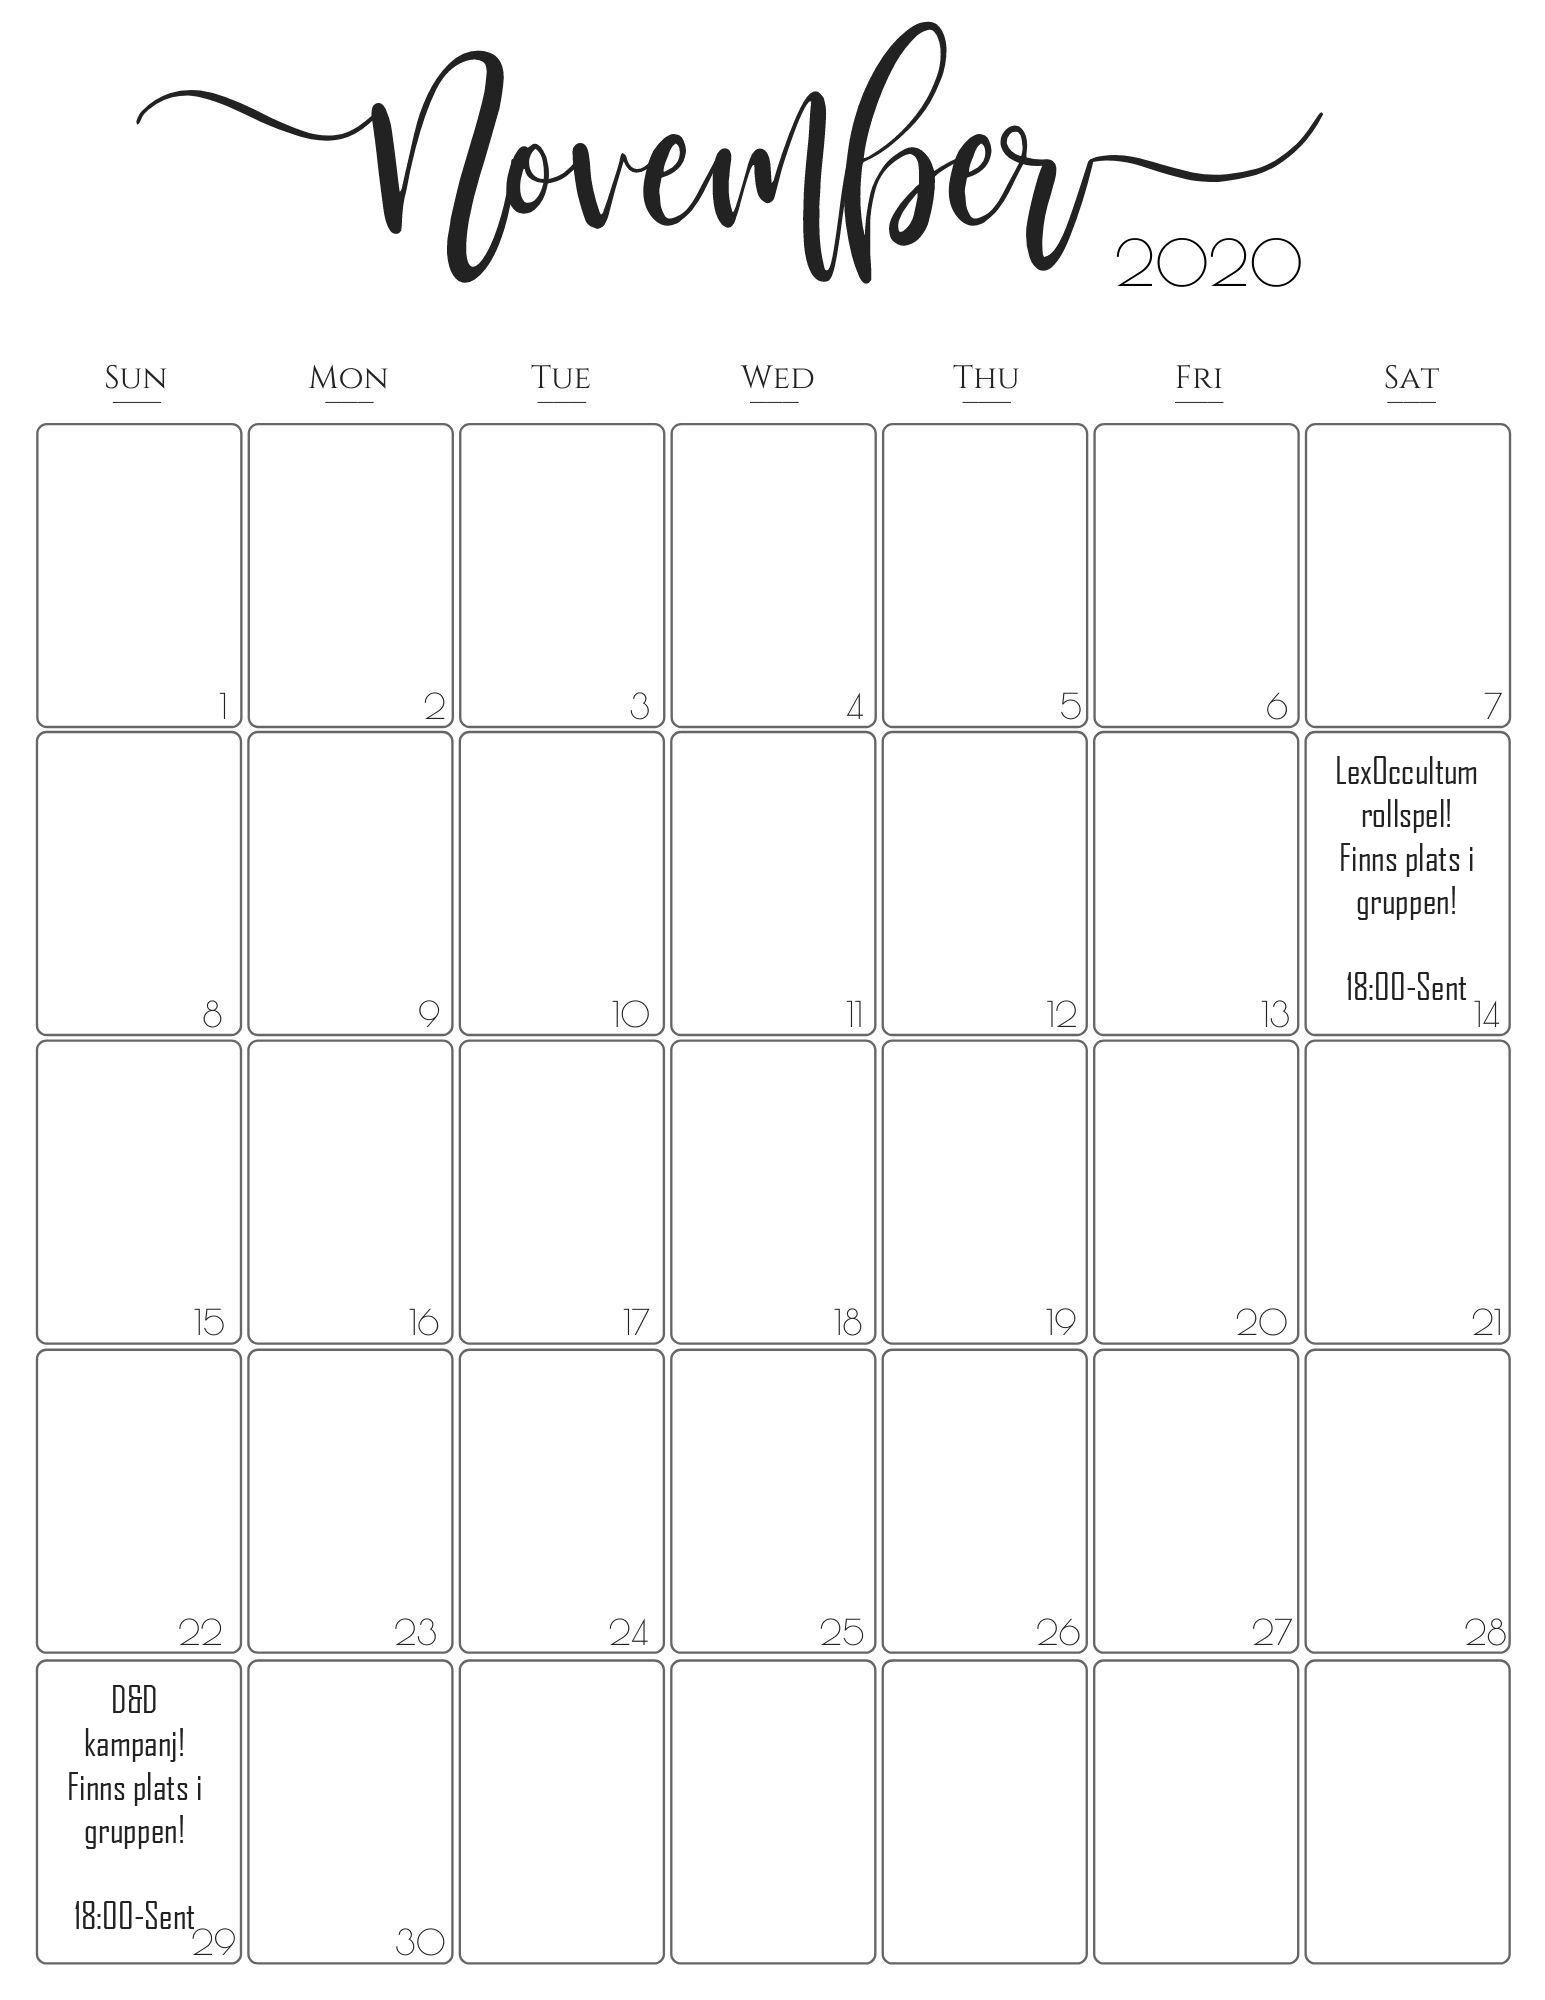 November
2020
Sun Mon Tue Wed Thu Fri Sat
1 2 3 4 5 6 7
LexOccultum
rollspel!
Finns plats i
gruppen!
18:00-Sent
8 9 10 11 12 13 14
15 16 17 18 19 20 21
22 23 24 25 26 27 28
D&D
kampanj!
Finns plats i
gruppen!
18:00-Sent
29 30